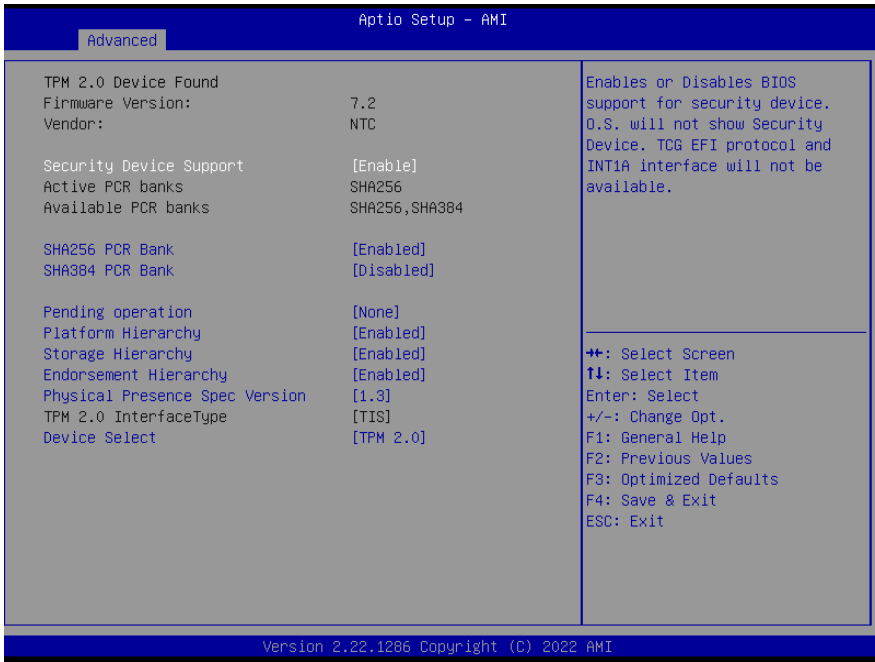 Aptio Setup – AMI
Advanced
TPM 2.0 Device Found
Firmware Version: 7.2
Vendor: NTC
Security Device Support [Enable]
Active PCR banks SHA256
Available PCR banks SHA256,SHA384
SHA256 PCR Bank [Enabled]
SHA384 PCR Bank [Disabled]
Pending operation [None]
Platform Hierarchy [Enabled]
Storage Hierarchy [Enabled]
Endorsement Hierarchy [Enabled]
Physical Presence Spec Version [1.3]
TPM 2.0 InterfaceType [TIS]
Device Select [TPM 2.0]
Enables or Disables BIOS
support for security device.
O.S. will not show Security
Device. TCG EFI protocol and
INT1A interface will not be
available.
→←: Select Screen
↑↓: Select Item
Enter: Select
+/-: Change Opt.
F1: General Help
F2: Previous Values
F3: Optimized Defaults
F4: Save & Exit
ESC: Exit
Version 2.22.1286 Copyright (C) 2022 AMI